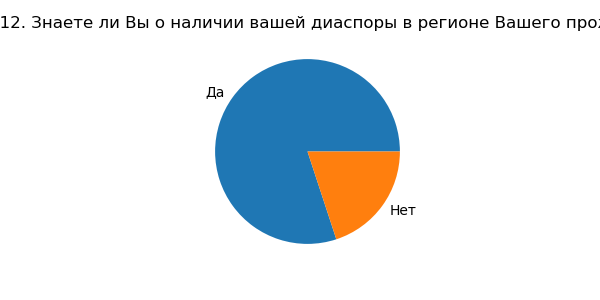 12. Знаете ли Вы о наличии вашей диаспоры в регионе Вашего
Да
Нет